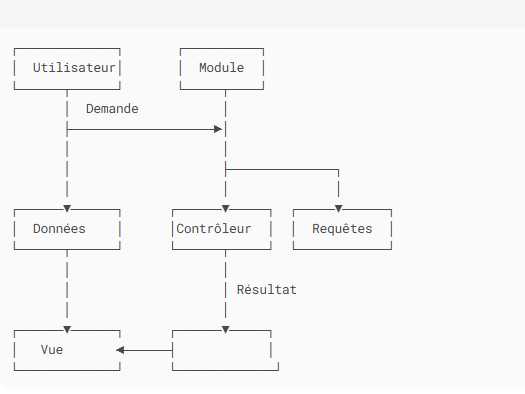 Utilisateur Module
Demande
Données Contrôleur Requêtes
Résultat
Vue